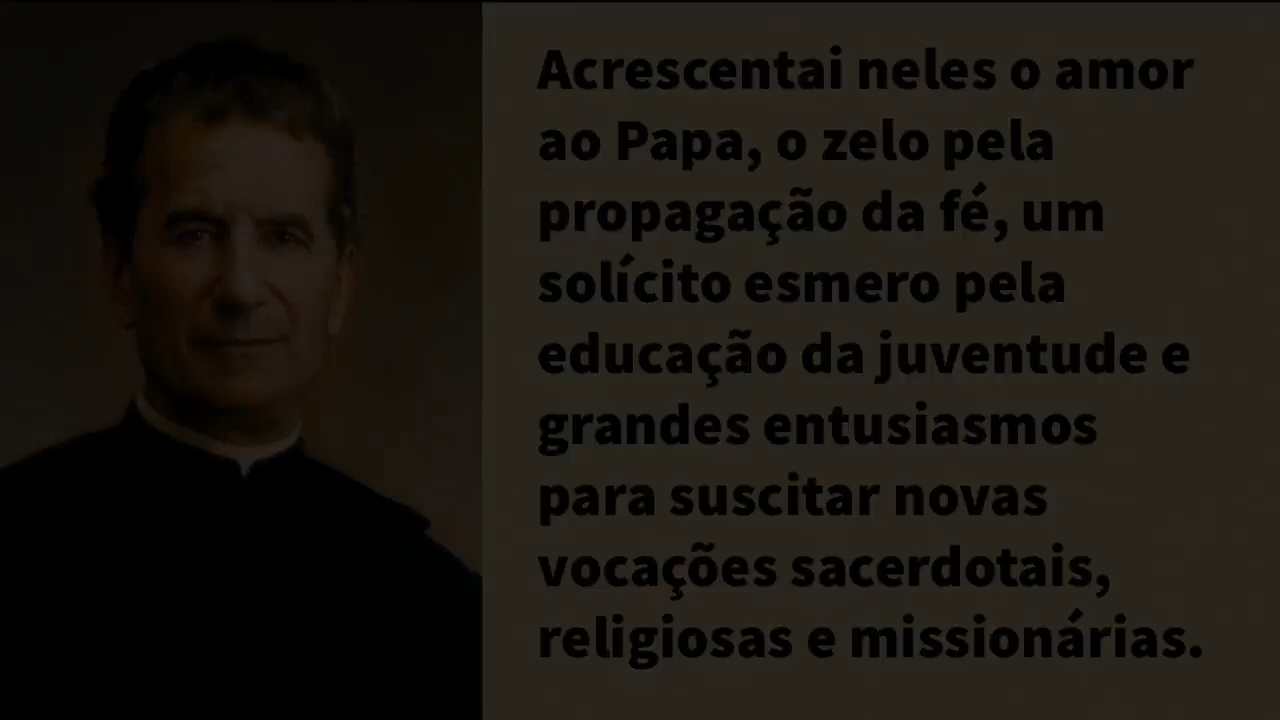 Acrescentai neles o amor
ao Papa, o zelo pela
propagação da fé, um
solícito esmero pela
educação da juventude e
grandes entusiasmos
para suscitar novas
vocações sacerdotais,
religiosas e missionárias.